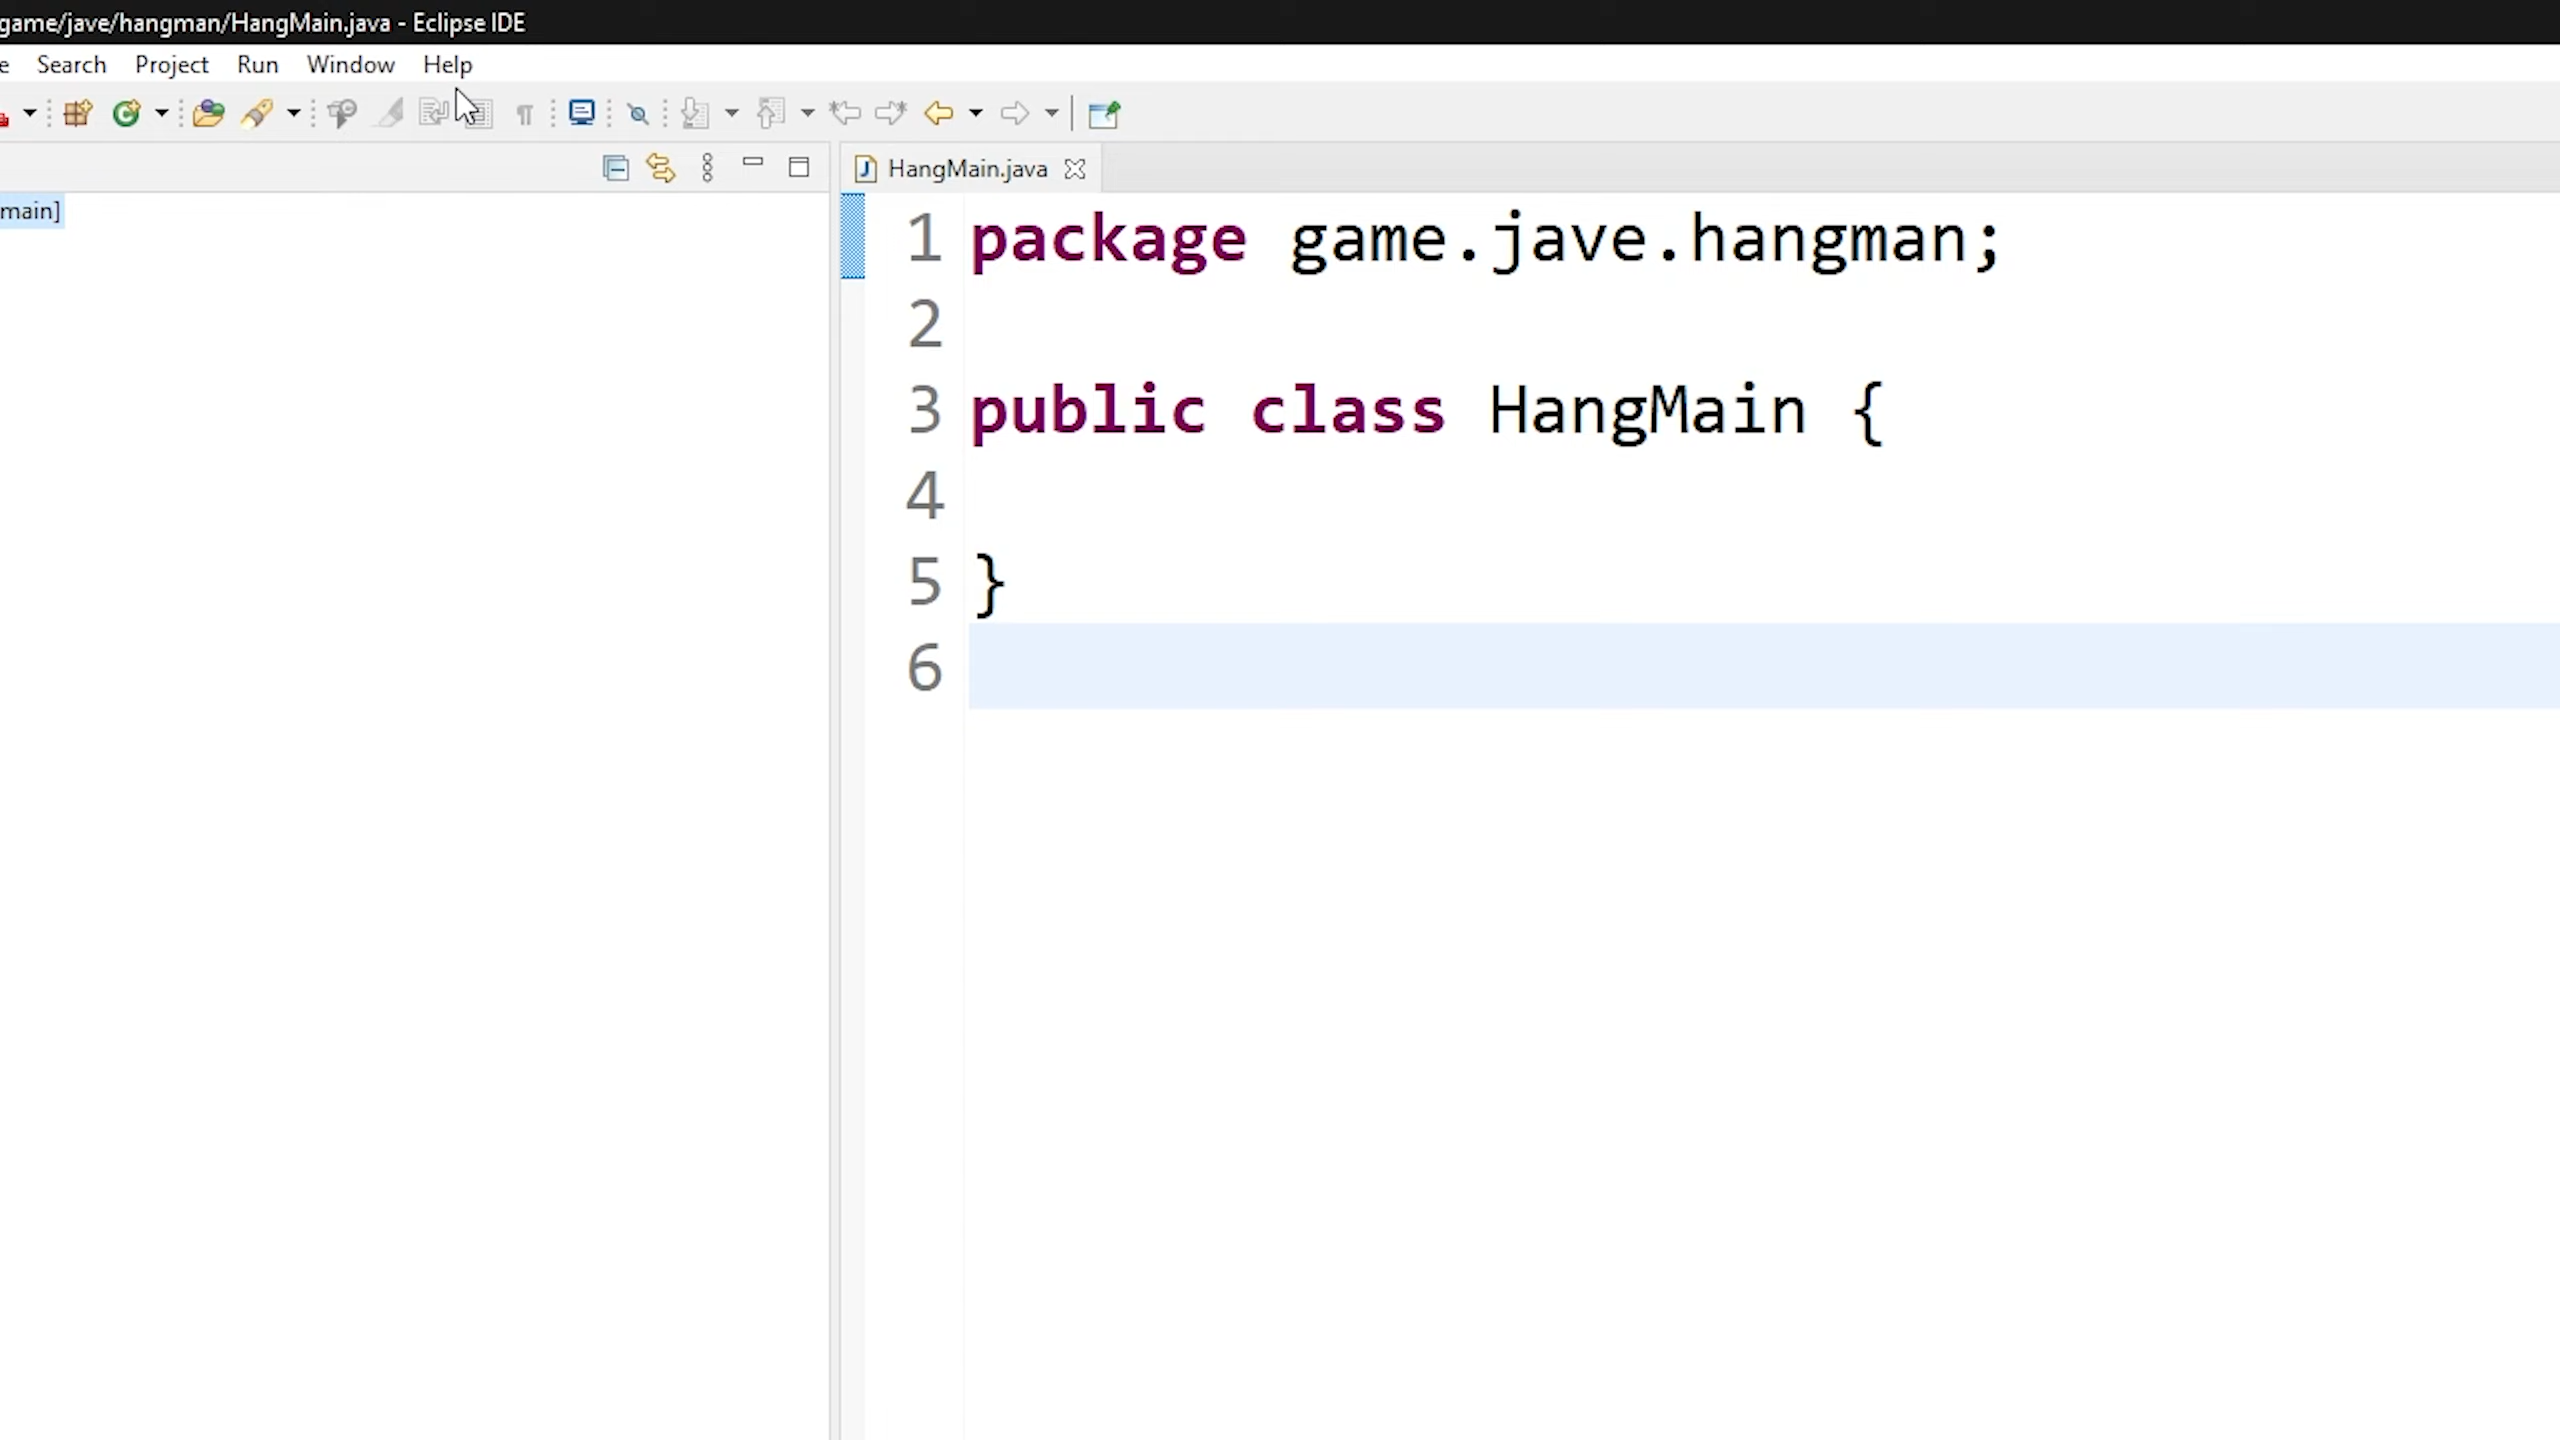 game/jave/hangman/HangMain.java - Eclipse IDE
e Search Project Run Window Help
main]
HangMain.java
1 package game.jave.hangman;
2
3 public class HangMain {
4
5 }
6